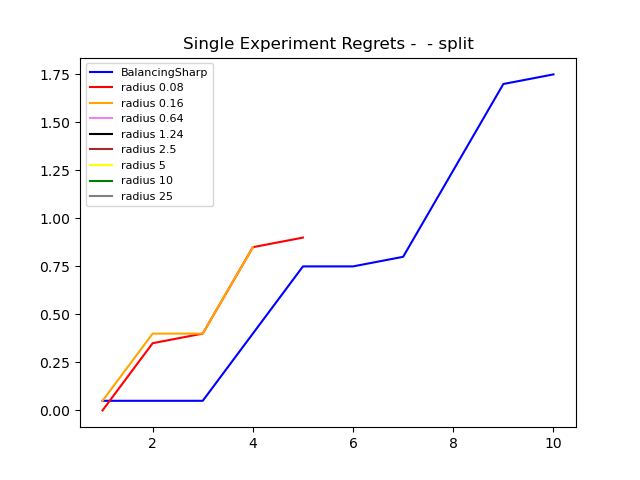 Single Experiment Regrets -  - split
BalancingSharp
radius 0.08
radius 0.16
radius 0.64
radius 1.24
radius 2.5
radius 5
radius 10
radius 25
1.75
1.50
1.25
1.00
0.75
0.50
0.25
0.00
2 4 6 8 10